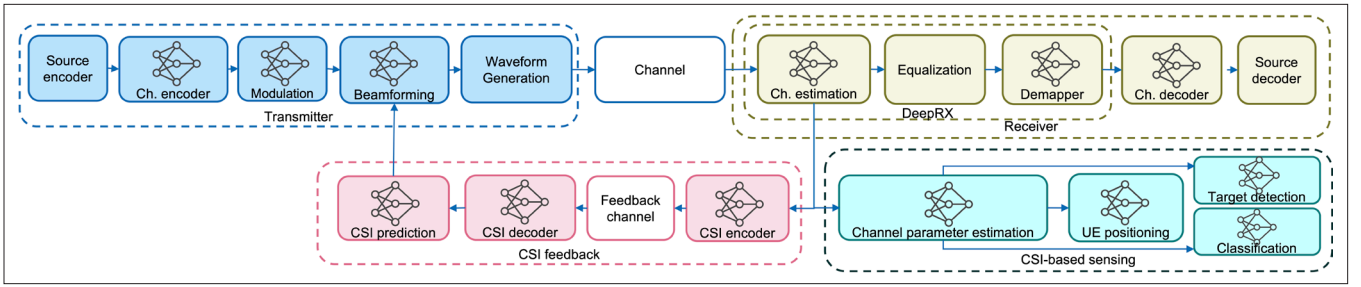 Source
encoder
Ch. encoder
Modulation
Beamforming
Waveform
Generation
Transmitter
Channel
Ch. estimation
Equalization
Demapper
DeepRX
Ch. decoder
Source
decoder
Receiver
CSI prediction
CSI decoder
Feedback
channel
CSI encoder
CSI feedback
Channel parameter estimation
UE positioning
Target detection
Classification
CSI-based sensing